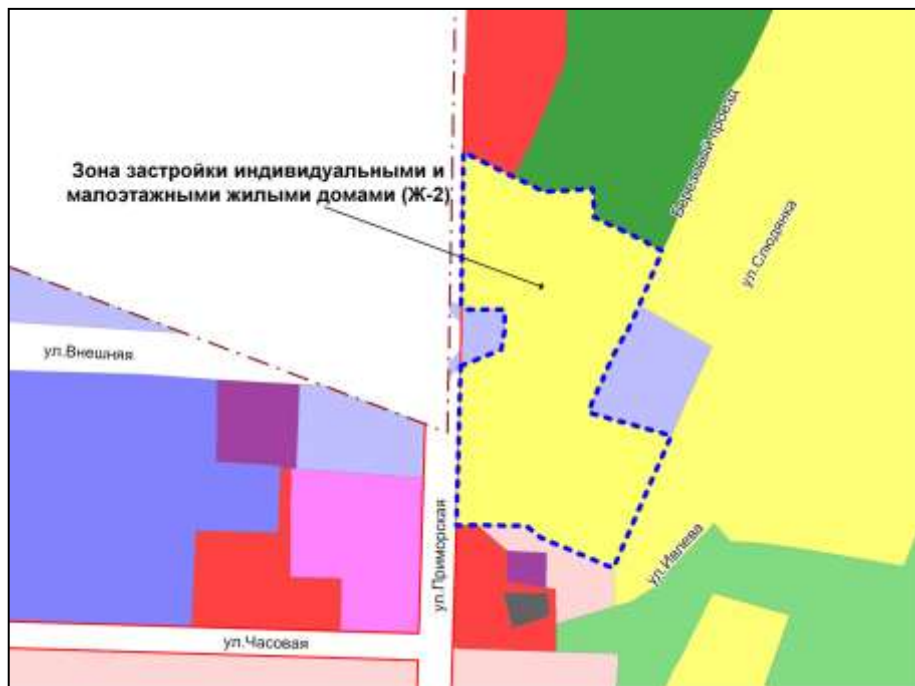 Зона застройки индивидуальными и
малоэтажными жилыми домами (Ж-2)
Березовый проезд
ул.Слюдянка
ул.Внешняя
ул.Приморская
ул.Ивлева
ул.Часовая